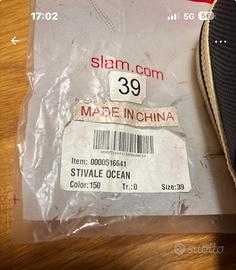 17:02
5G 50
slam.com
39
MADE IN CHINA
Item: 0000516641
STIVALE OCEAN
Color:150 Tr.:0 Size:39
subito